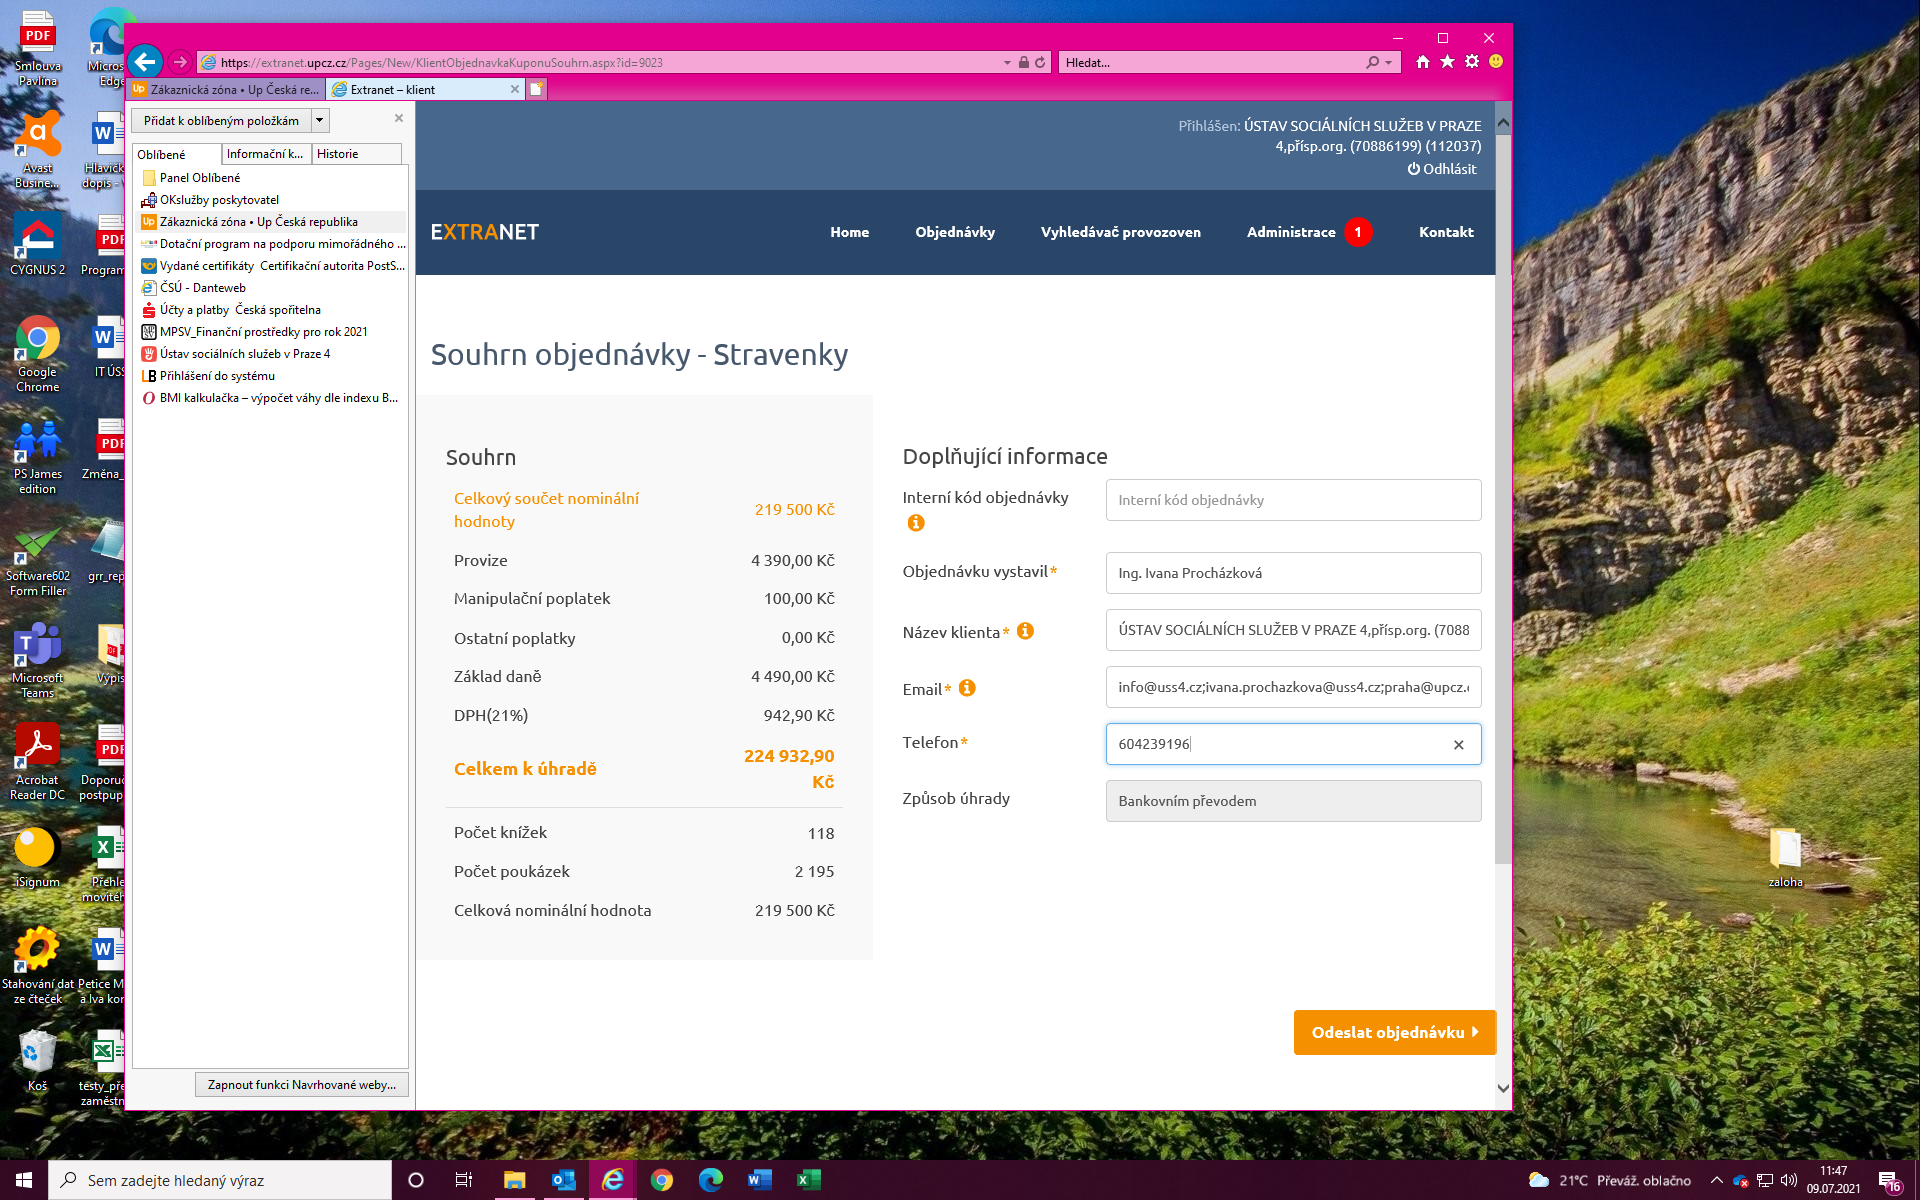 Smlouva
Pavlína
Edge
Avast
Busine...
dopis -
CYGNUS 2
Program
Google
Chrome
IT ÚSS
PS James
edition
Změna_
Software602
Form Filler
grr_rep
Microsoft
Teams
Výpis
Acrobat
Reader DC
Doporuč
postpup
iSignum
Přehle
movitéh
Stahování dat
ze čteček
Petice M
a Iva kor
Koš
testy_pře
zaměstn
zaloha
https://extranet.upcz.cz/Pages/New/KlientObjednavkaKuponuSouhrn.aspx?id=9023
Hledat...
Zákaznická zóna • Up Česká re...
Extranet – klient
Přidat k oblíbeným položkám
Oblíbené
Informační k...
Historie
Panel Oblíbené
OKslužby poskytovatel
Zákaznická zóna • Up Česká republika
Dotační program na podporu mimořádného ...
Vydané certifikáty Certifikační autorita PostS...
ČSÚ - Danteweb
Účty a platby Česká spořitelna
MPSV_Finanční prostředky pro rok 2021
Ústav sociálních služeb v Praze 4
Přihlášení do systému
BMI kalkulačka – výpočet váhy dle indexu B...
Zapnout funkci Navrhované weby...
Přihlášen: ÚSTAV SOCIÁLNÍCH SLUŽEB V PRAZE
4,přísp.org. (70886199) (112037)
Odhlásit
EXTRANET
Home
Objednávky
Vyhledávač provozoven
Administrace 1
Kontakt
Souhrn objednávky - Stravenky
Souhrn
Celkový součet nominální
hodnoty
219 500 Kč
Provize 4 390,00 Kč
Manipulační poplatek 100,00 Kč
Ostatní poplatky 0,00 Kč
Základ daně 4 490,00 Kč
DPH(21%) 942,90 Kč
Celkem k úhradě 224 932,90
Kč
Počet knížek 118
Počet poukázek 2 195
Celková nominální hodnota 219 500 Kč
Doplňující informace
Interní kód objednávky Interní kód objednávky
Objednávku vystavil* Ing. Ivana Procházková
Název klienta* ÚSTAV SOCIÁLNÍCH SLUŽEB V PRAZE 4,přísp.org. (7088
Email* info@uss4.cz;ivana.prochazkova@uss4.cz;praha@upcz.
Telefon* 604239196
Způsob úhrady Bankovním převodem
Odeslat objednávku
Sem zadejte hledaný výraz
21°C Převáž. oblačno
11:47
09.07.2021
16